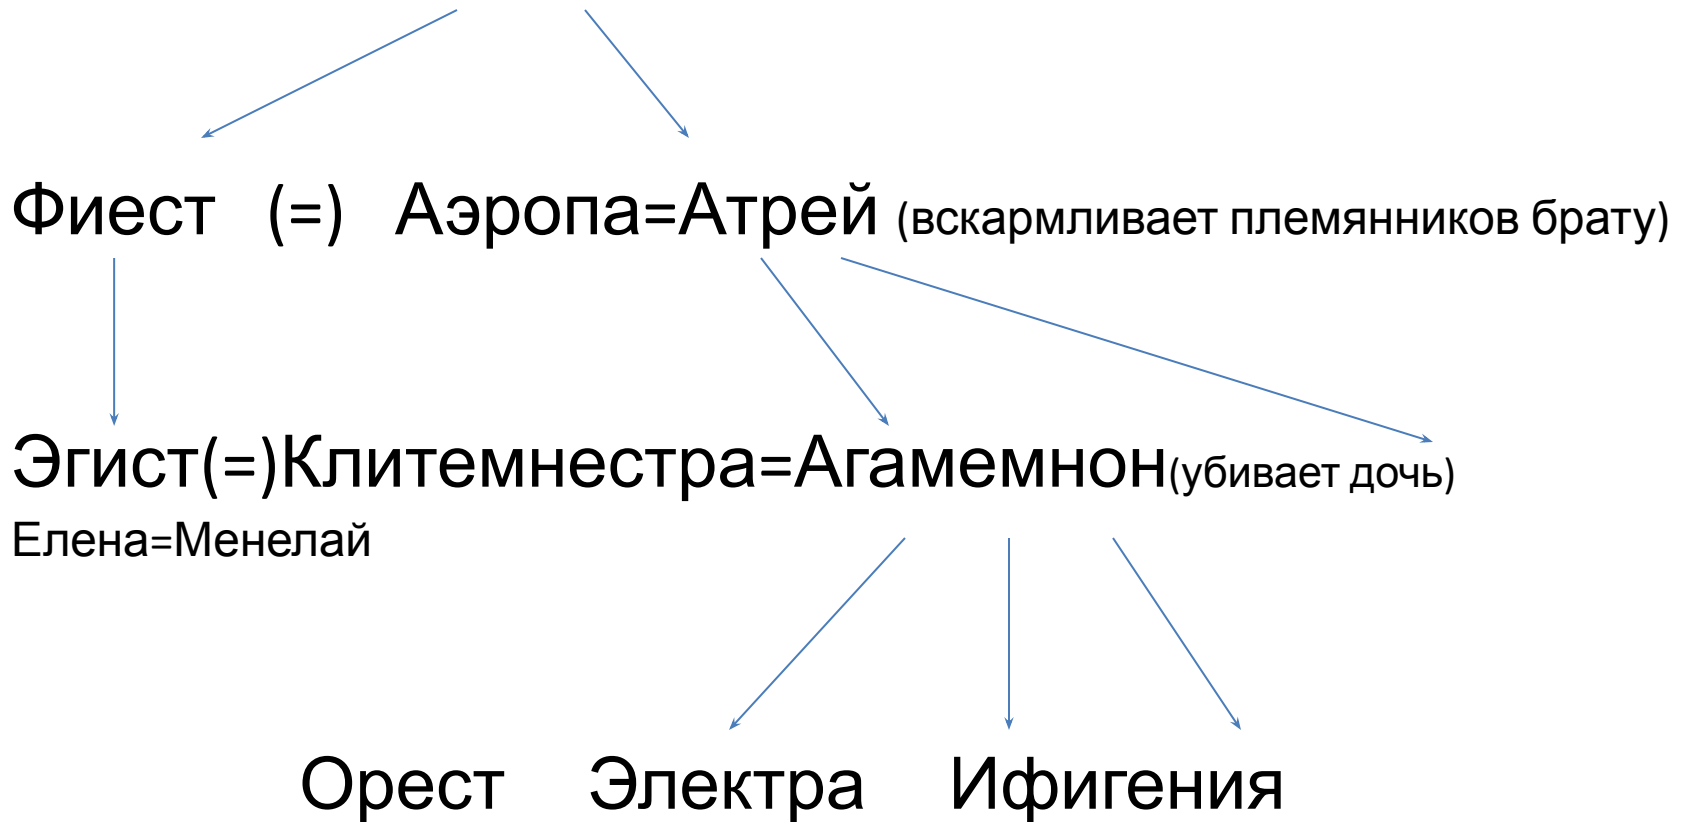 Фиест (=) Аэропа=Атрей (вскармливает племянников брату)
Эгист(=)Клитемнестра=Агамемнон(убивает дочь)
Елена=Менелай
Орест Электра Ифигения